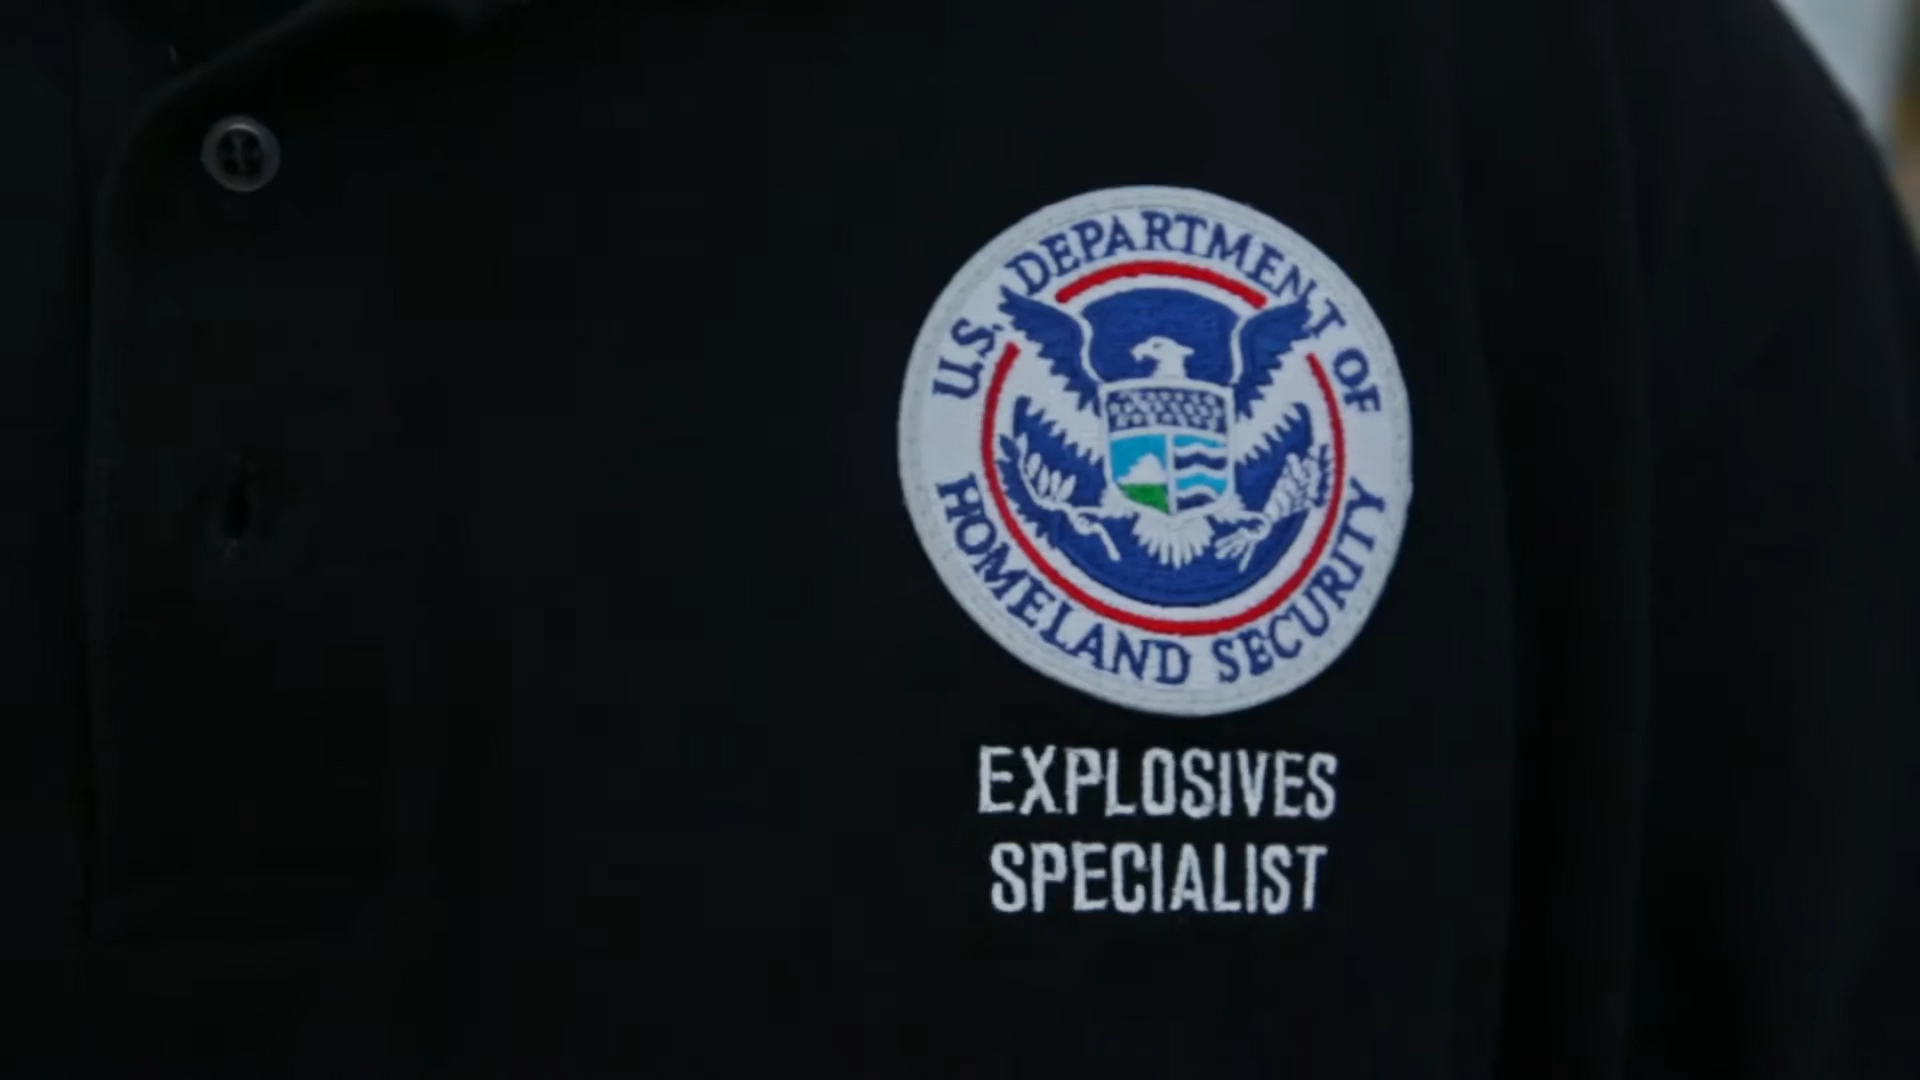 U.S. DEPARTMENT OF
HOMELAND SECURITY
EXPLOSIVES
SPECIALIST